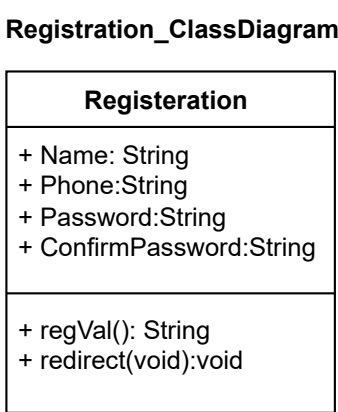 Registration_ClassDiagram
Registeration
+ Name: String
+ Phone:String
+ Password:String
+ ConfirmPassword:String
+ regVal(): String
+ redirect(void):void